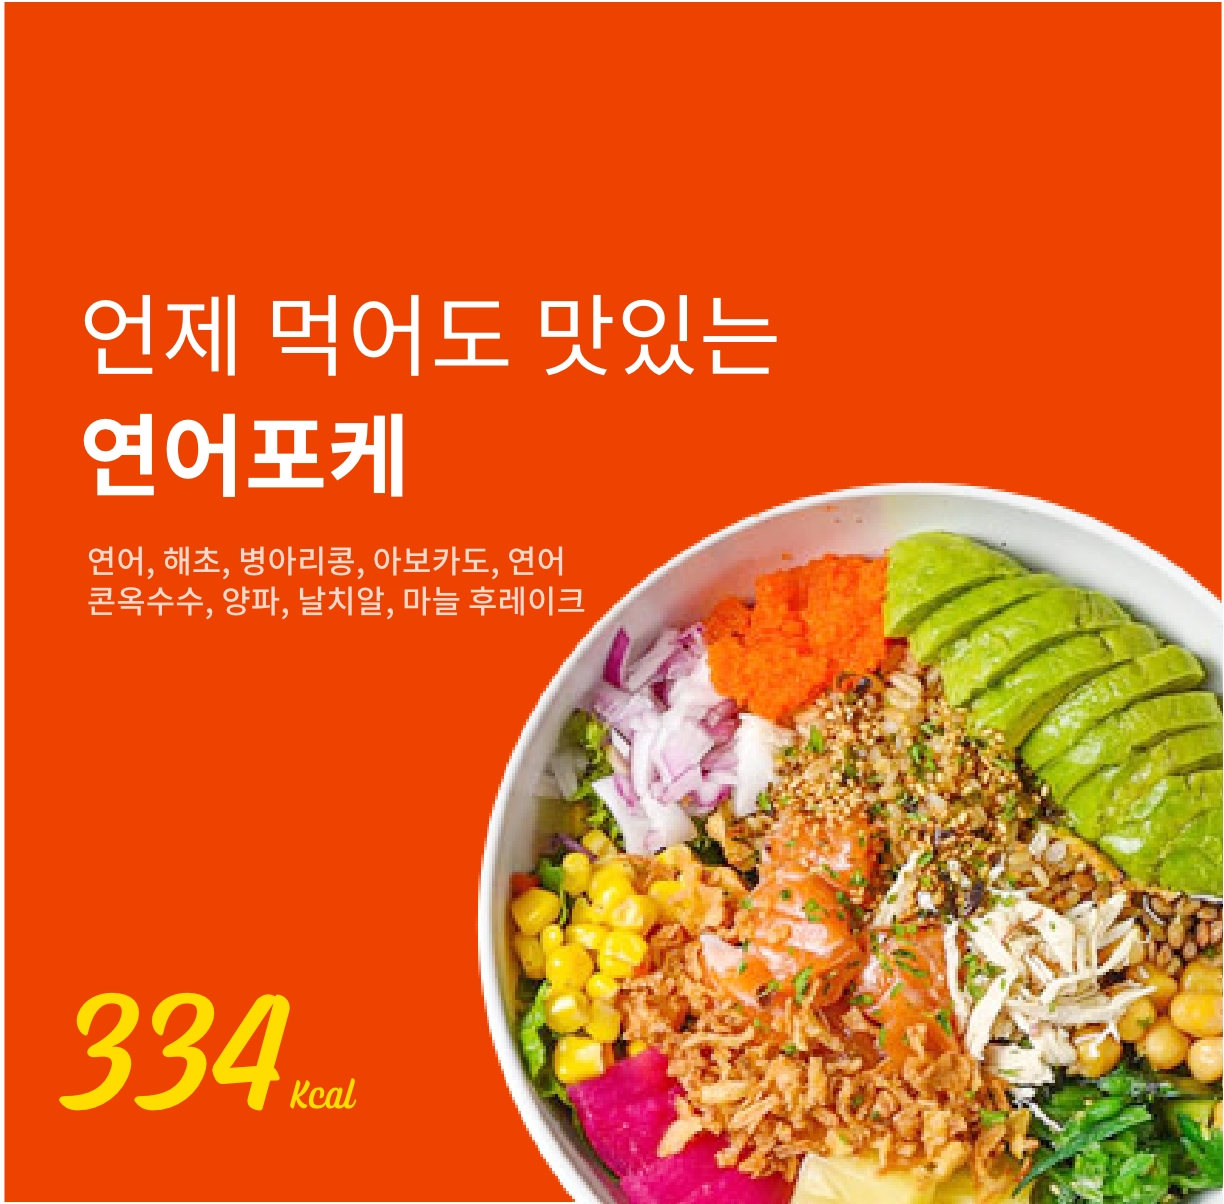 언제 먹어도 맛있는
연어포케
연어, 해초, 병아리콩, 아보카도, 연어
콘옥수수, 양파, 날치알, 마늘 후레이크
334 Kcal